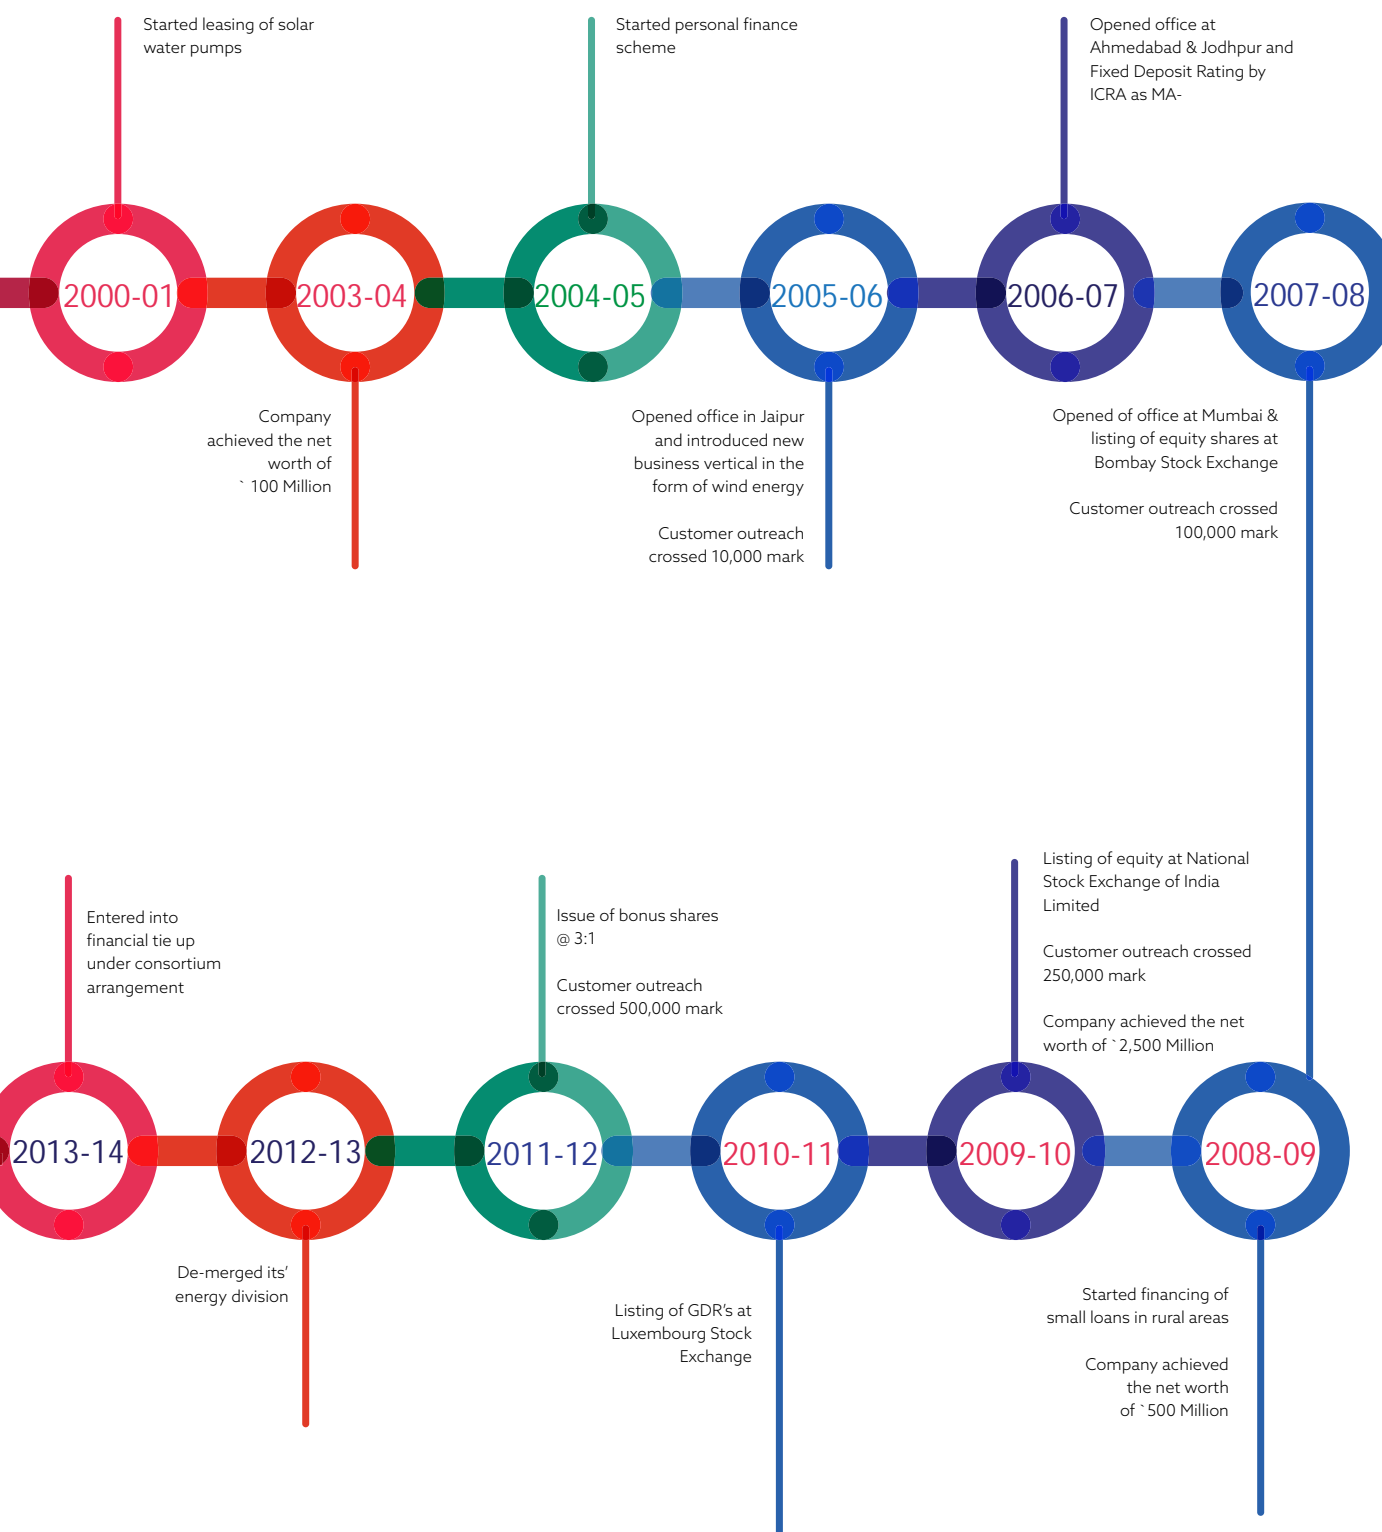 Started leasing of solar
water pumps
Started personal finance
scheme
Opened office at
Ahmedabad & Jodhpur and
Fixed Deposit Rating by
ICRA as MA-
2000-01
2003-04
2004-05
2005-06
2006-07
2007-08
Company
achieved the net
worth of
` 100 Million
Opened office in Jaipur
and introduced new
business vertical in the
form of wind energy
Customer outreach
crossed 10,000 mark
Opened of office at Mumbai &
listing of equity shares at
Bombay Stock Exchange
Customer outreach crossed
100,000 mark
Entered into
financial tie up
under consortium
arrangement
Issue of bonus shares
@ 3:1
Customer outreach
crossed 500,000 mark
Listing of equity at National
Stock Exchange of India
Limited
Customer outreach crossed
250,000 mark
Company achieved the net
worth of `2,500 Million
2013-14
2012-13
2011-12
2010-11
2009-10
2008-09
De-merged its’
energy division
Listing of GDR’s at
Luxembourg Stock
Exchange
Started financing of
small loans in rural areas
Company achieved
the net worth
of `500 Million